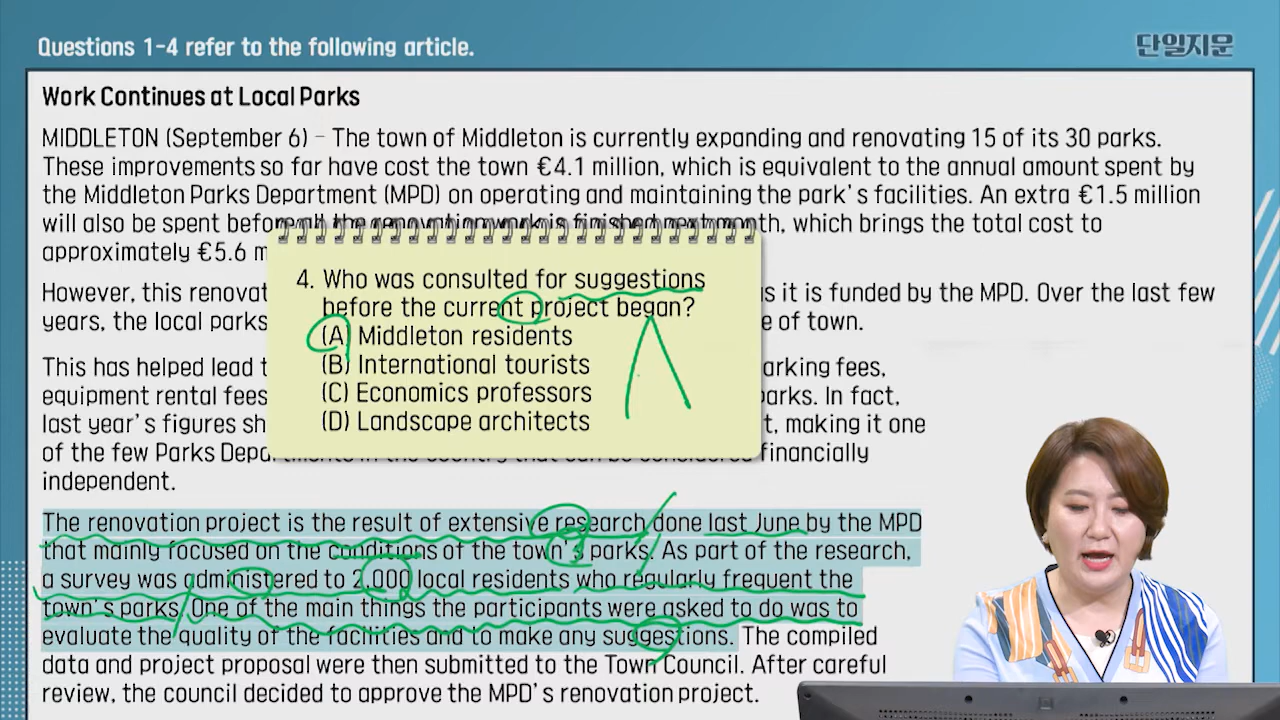 Questions 1-4 refer to the following article.
단일지문
Work Continues at Local Parks
MIDDLETON (September 6) – The town of Middleton is currently expanding and renovating 15 of its 30 parks.
These improvements so far have cost the town €4.1 million, which is equivalent to the annual amount spent by
the Middleton Parks Department (MPD) on operating and maintaining the park's facilities. An extra €1.5 million
will also be spent before all the renovation work is finished next month, which brings the total cost to
approximately €5.6 m
However, this renovat
s it is funded by the MPD. Over the last few
years, the local parks
e of town.
This has helped lead t
arking fees,
equipment rental fees
arks. In fact,
last year's figures sh
t, making it one
of the few Parks Departments in the country that can be considered financially
independent.
4. Who was consulted for suggestions
before the current project began?
(A) Middleton residents
(B) International tourists
(C) Economics professors
(D) Landscape architects
The renovation project is the result of extensive research done last June by the MPD
that mainly focused on the conditions of the town's parks. As part of the research,
a survey was administered to 2,000 local residents who regularly frequent the
town's parks. One of the main things the participants were asked to do was to
evaluate the quality of the facilities and to make any suggestions. The compiled
data and project proposal were then submitted to the Town Council. After careful
review, the council decided to approve the MPD's renovation project.